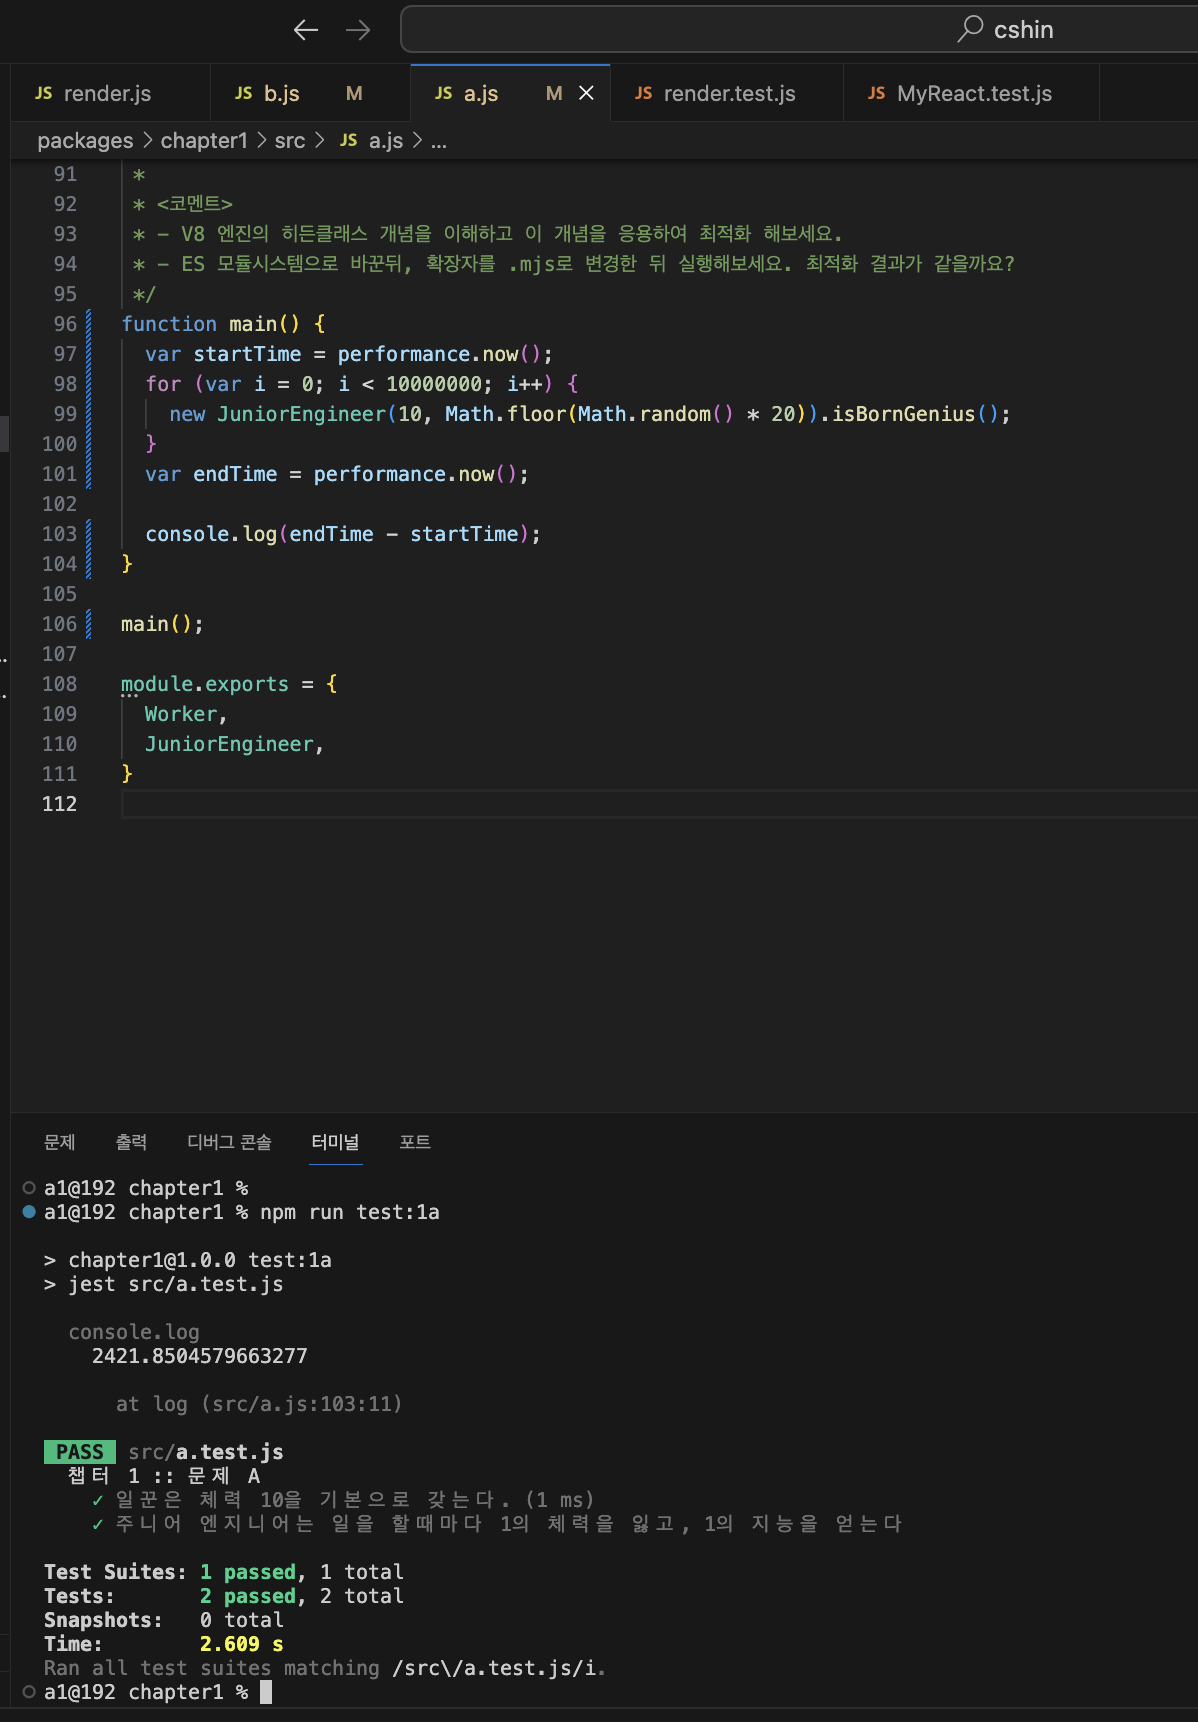 cshin
JS render.js JS b.js M JS a.js M JS render.test.js JS MyReact.test.js
packages > chapter1 > src > JS a.js > ...
91 *
92 * <코멘트>
93 * - V8 엔진의 히든클래스 개념을 이해하고 이 개념을 응용하여 최적화 해보세요.
94 * - ES 모듈시스템으로 바꾼뒤, 확장자를 .mjs로 변경한 뒤 실행해보세요. 최적화 결과가 같을까요?
95 */
96 function main() {
97 var startTime = performance.now();
98 for (var i = 0; i < 10000000; i++) {
99 new JuniorEngineer(10, Math.floor(Math.random() * 20)).isBornGenius();
100 }
101 var endTime = performance.now();
102
103 console.log(endTime - startTime);
104 }
105
106 main();
107
108 module.exports = {
109 Worker,
110 JuniorEngineer,
111 }
112
문제 출력 디버그 콘솔 터미널 포트
a1@192 chapter1 %
a1@192 chapter1 % npm run test:1a
> chapter1@1.0.0 test:1a
> jest src/a.test.js
console.log
2421.8504579663277
at log (src/a.js:103:11)
PASS src/a.test.js
챕터 1 :: 문제 A
✓ 일꾼은 체력 10을 기본으로 갖는다. (1 ms)
✓ 주니어 엔지니어는 일을 할때마다 1의 체력을 잃고, 1의 지능을 얻는다
Test Suites: 1 passed, 1 total
Tests: 2 passed, 2 total
Snapshots: 0 total
Time: 2.609 s
Ran all test suites matching /src\/a.test.js/i.
a1@192 chapter1 %